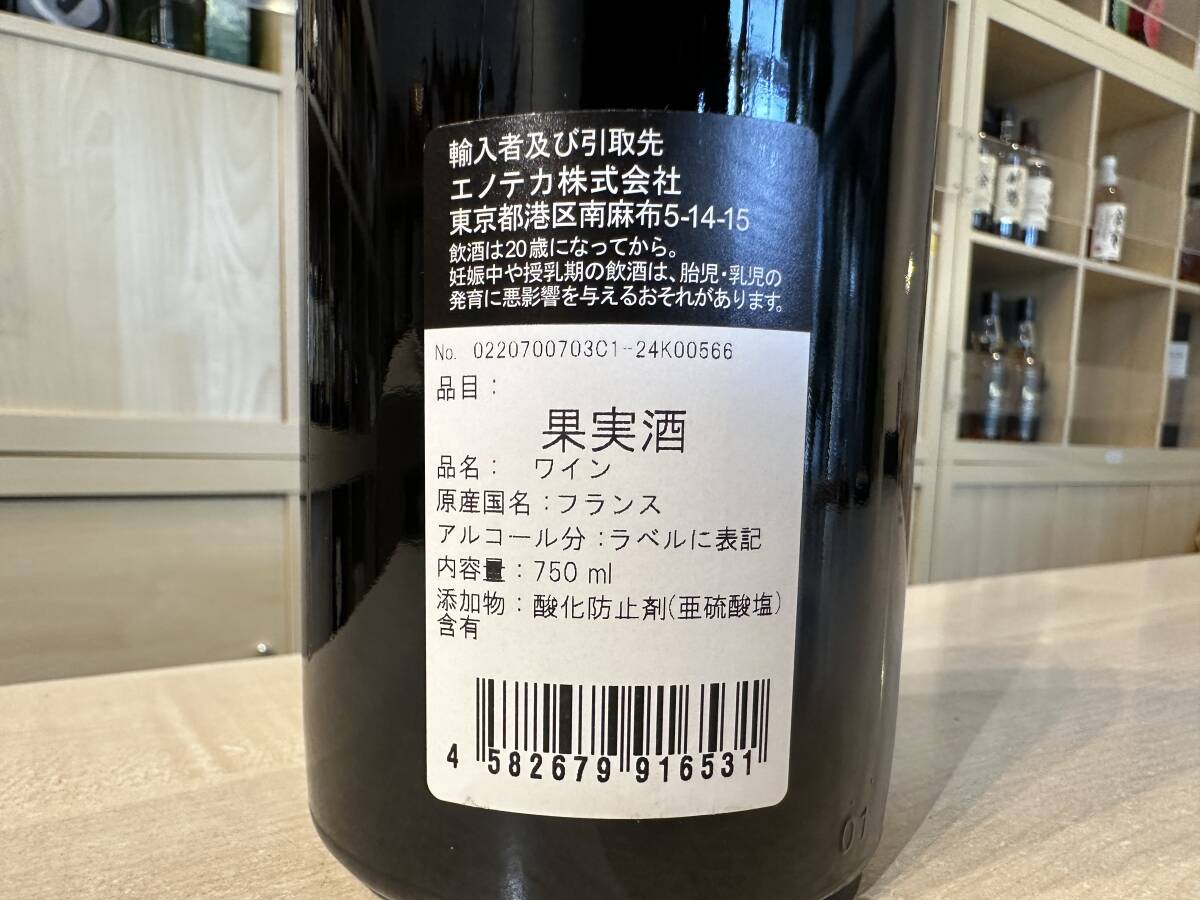 輸入者及び引取先
エノテカ株式会社
東京都港区南麻布5-14-15
飲酒は20歳になってから。
妊娠中や授乳期の飲酒は、胎児・乳児の
発育に悪影響を与えるおそれがあります。
No. 0220700703C1-24K00566
品目：
果実酒
品名： ワイン
原産国名：フランス
アルコール分：ラベルに表記
内容量：750 ml
添加物：酸化防止剤(亜硫酸塩)
含有
4 582679 916531
01